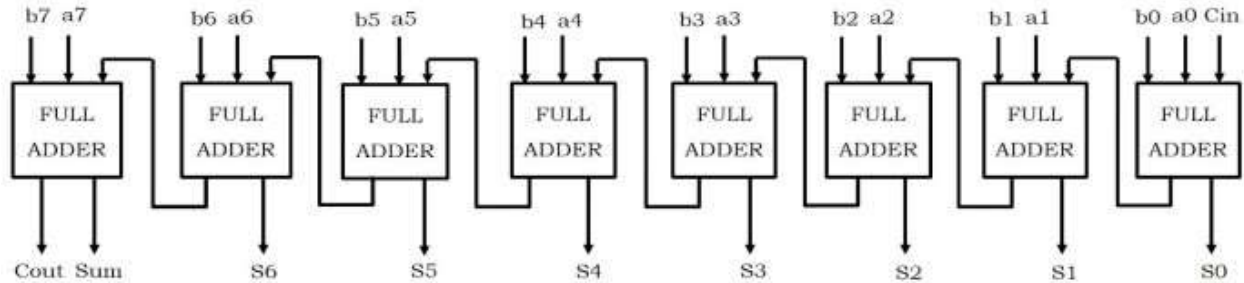 b7 a7 b6 a6 b5 a5 b4 a4 b3 a3 b2 a2 b1 a1 b0 a0 Cin
FULL FULL FULL FULL FULL FULL FULL FULL
ADDER ADDER ADDER ADDER ADDER ADDER ADDER ADDER
Cout Sum S6 S5 S4 S3 S2 S1 S0